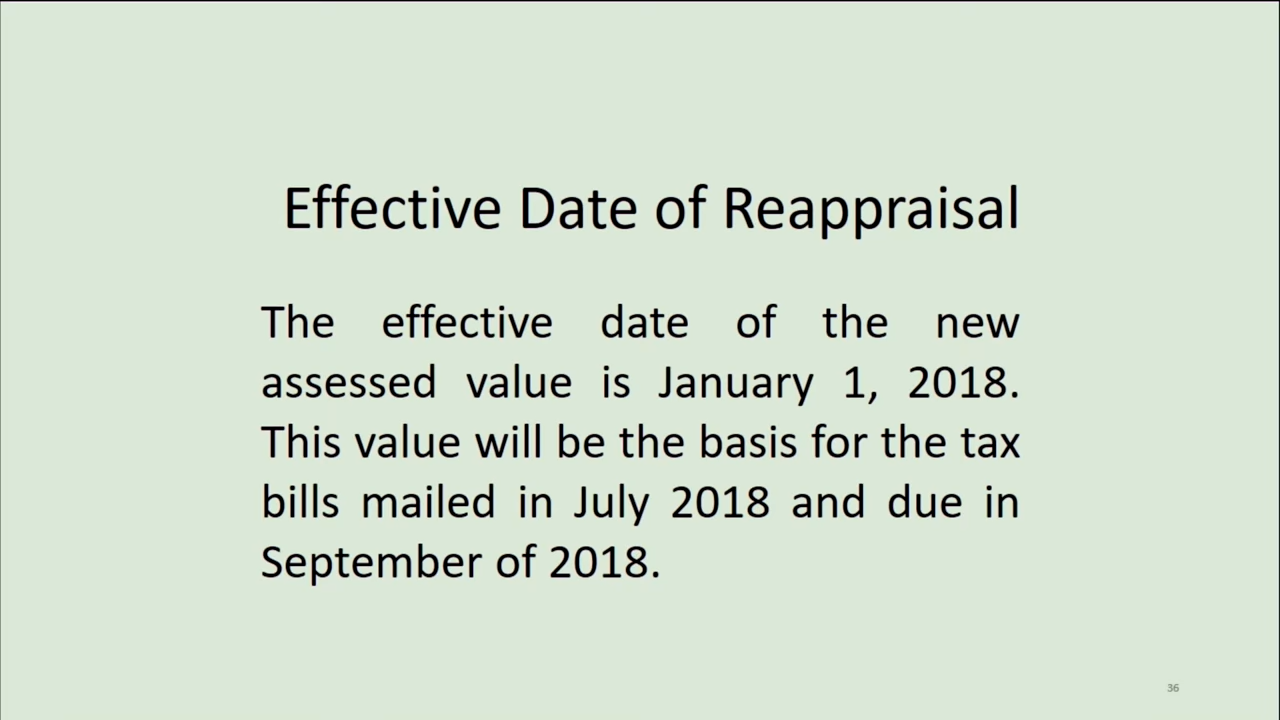 Effective Date of Reappraisal
The effective date of the new
assessed value is January 1, 2018.
This value will be the basis for the tax
bills mailed in July 2018 and due in
September of 2018.
36